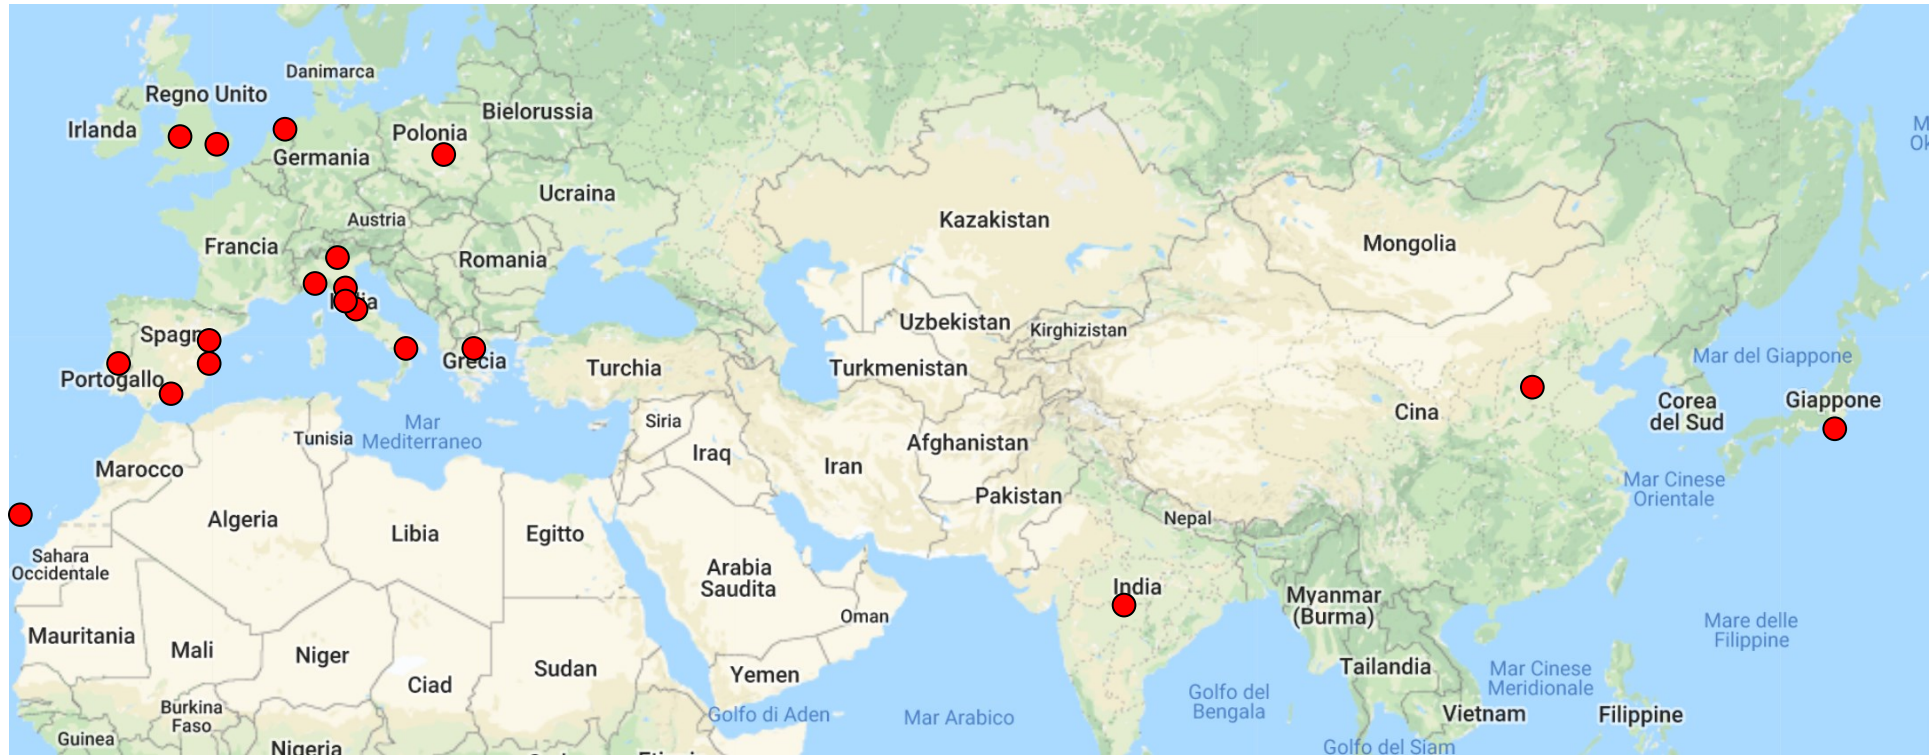 Danimarca
Regno Unito
Irlanda
Bielorussia
Polonia
Germania
Ucraina
Austria
Francia
Romania
Kazakistan
Mongolia
Spagn
Portogallo
Grecia
Turchia
Uzbekistan
Kirghizistan
Turkmenistan
Mar del Giappone
Cina
Corea
del Sud
Giappone
Mar
Mediterraneo
Tunisia
Siria
Marocco
Iraq
Iran
Afghanistan
Pakistan
Mar Cinese
Orientale
Algeria
Libia
Egitto
Nepal
Sahara
Occidentale
Arabia
Saudita
India
Myanmar
(Burma)
Oman
Mauritania
Mali
Niger
Ciad
Sudan
Yemen
Tailandia
Mare delle
Filippine
Mar Cinese
Meridionale
Golfo del
Bengala
Burkina
Faso
Golfo di Aden
Mar Arabico
Vietnam
Filippine
Guinea
Nigeria
Golfo del Siam